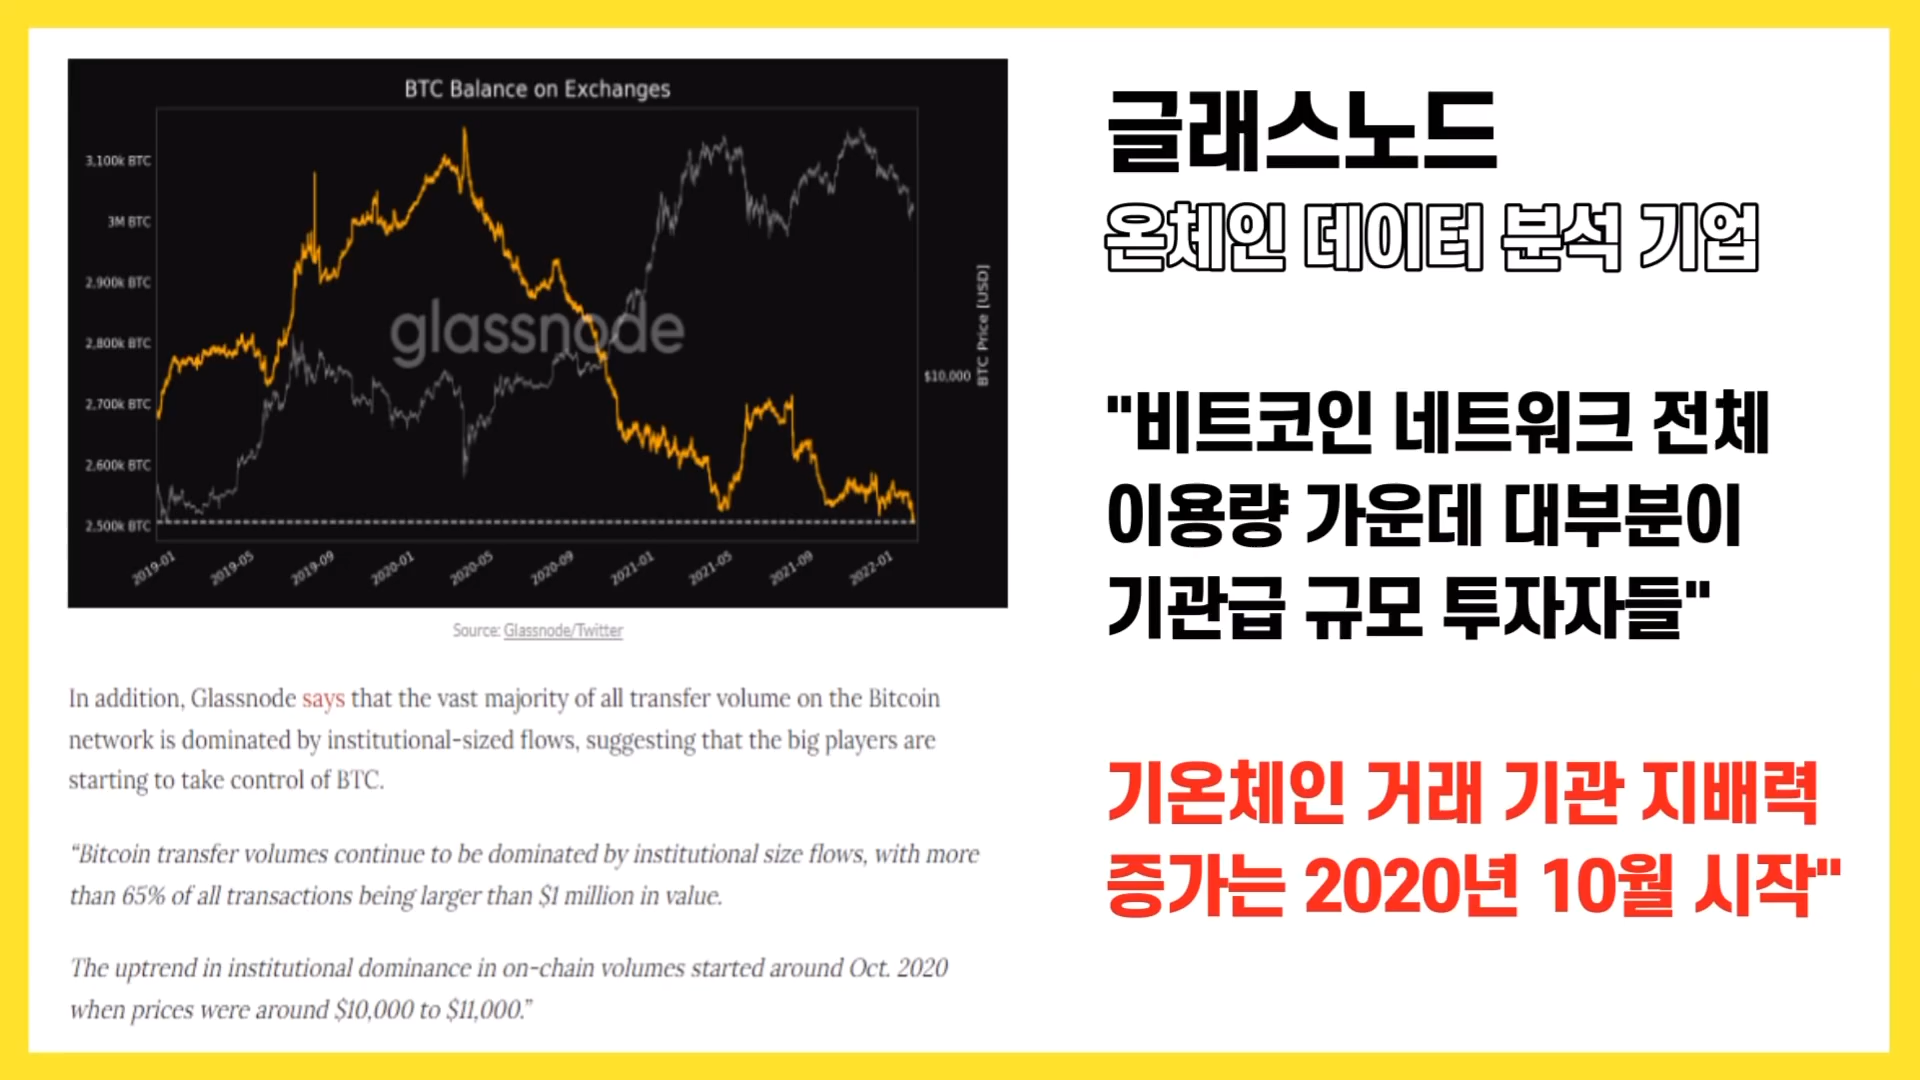 BTC Balance on Exchanges
3,100k BTC
3M BTC
2,900k BTC
2,800k BTC
2,700k BTC
2,600k BTC
2,500k BTC
glassnode
$10,000
BTC Price [USD]
2019-01
2019-05
2019-09
2020-01
2020-05
2020-09
2021-01
2021-05
2021-09
2022-01
Source: Glassnode/Twitter
In addition, Glassnode says that the vast majority of all transfer volume on the Bitcoin
network is dominated by institutional-sized flows, suggesting that the big players are
starting to take control of BTC.
“Bitcoin transfer volumes continue to be dominated by institutional size flows, with more
than 65% of all transactions being larger than $1 million in value.
The uptrend in institutional dominance in on-chain volumes started around Oct. 2020
when prices were around $10,000 to $11,000.”
글래스노드
온체인 데이터 분석 기업
"비트코인 네트워크 전체
이용량 가운데 대부분이
기관급 규모 투자자들"
기온체인 거래 기관 지배력
증가는 2020년 10월 시작"